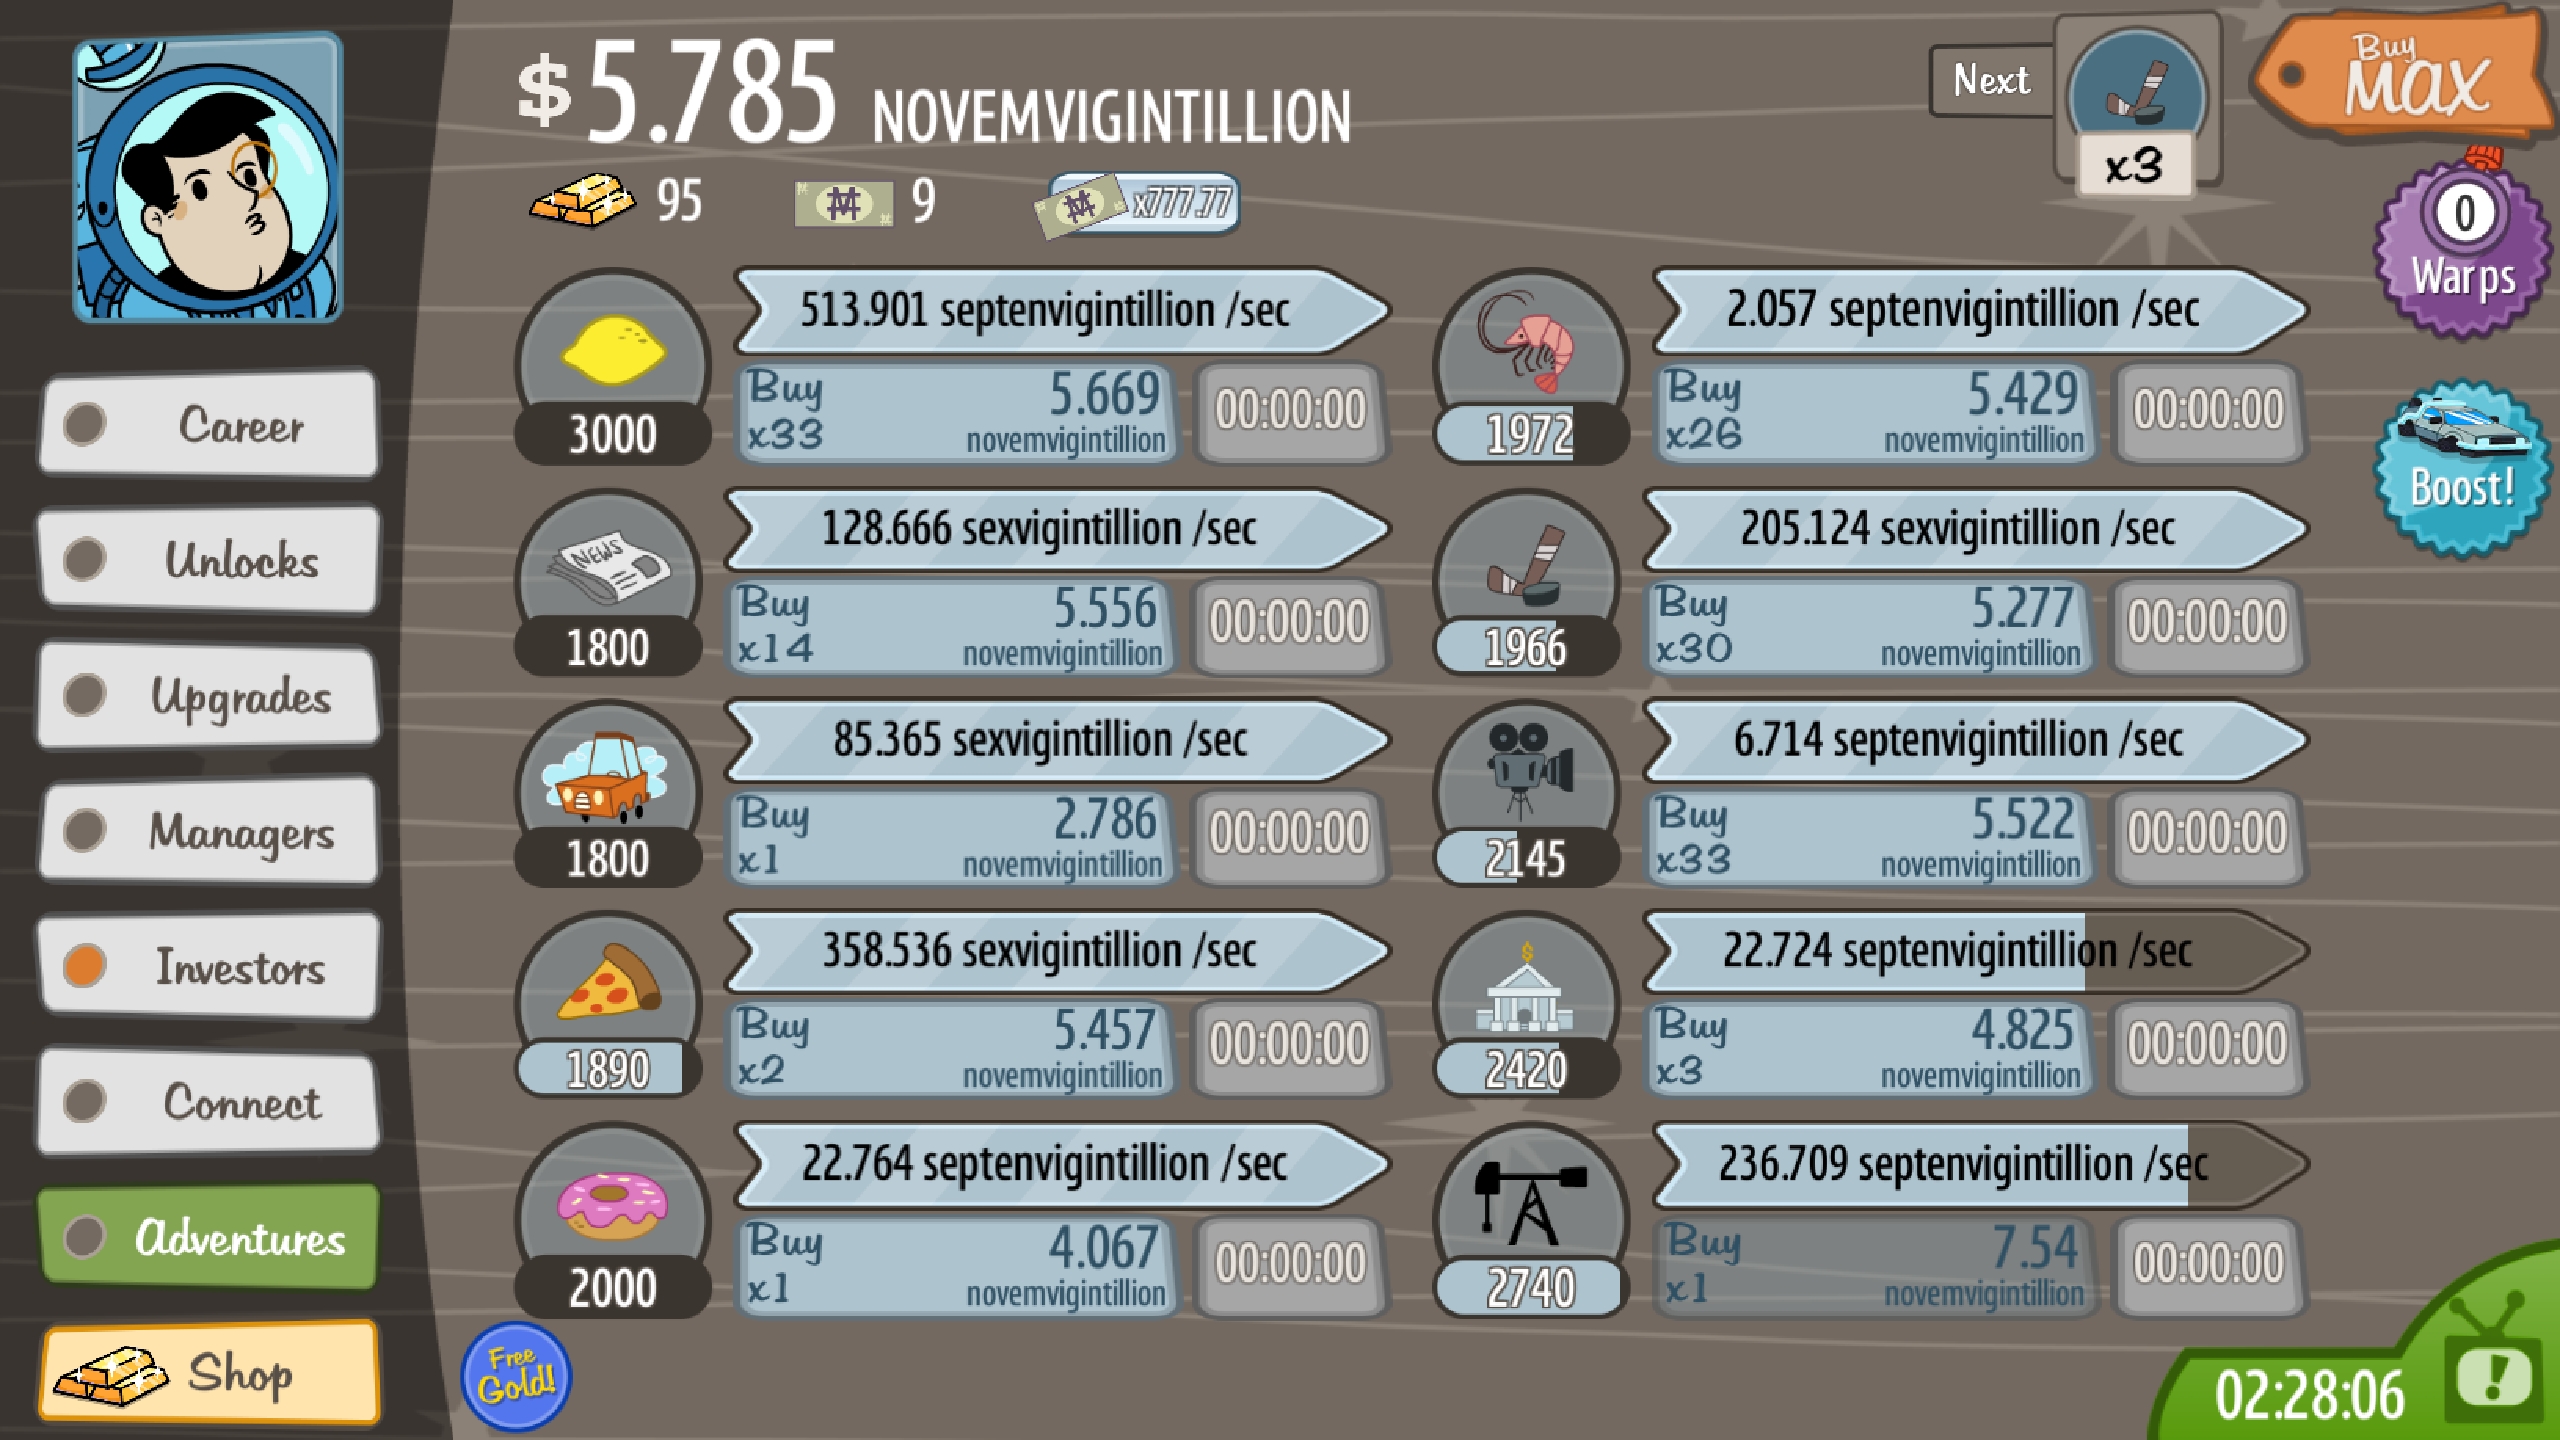 $5.785 NOVEMVIGINTILLION
95 9 x777.77
Next
x3
Buy
MAX
0
Warps
Boost!
Career
Unlocks
Upgrades
Managers
Investors
Connect
Adventures
Shop
513.901 septenvigintillion /sec
3000
Buy
x33
5.669
novemvigintillion
00:00:00
NEWS
128.666 sexvigintillion /sec
1800
Buy
x14
5.556
novemvigintillion
00:00:00
85.365 sexvigintillion /sec
1800
Buy
x1
2.786
novemvigintillion
00:00:00
358.536 sexvigintillion /sec
1890
Buy
x2
5.457
novemvigintillion
00:00:00
22.764 septenvigintillion /sec
2000
Buy
x1
4.067
novemvigintillion
00:00:00
2.057 septenvigintillion /sec
1972
Buy
x26
5.429
novemvigintillion
00:00:00
205.124 sexvigintillion /sec
1966
Buy
x30
5.277
novemvigintillion
00:00:00
6.714 septenvigintillion /sec
2145
Buy
x33
5.522
novemvigintillion
00:00:00
$
22.724 septenvigintillion /sec
2420
Buy
x3
4.825
novemvigintillion
00:00:00
236.709 septenvigintillion /sec
2740
Buy
x1
7.54
novemvigintillion
00:00:00
Free
Gold!
02:28:06
!